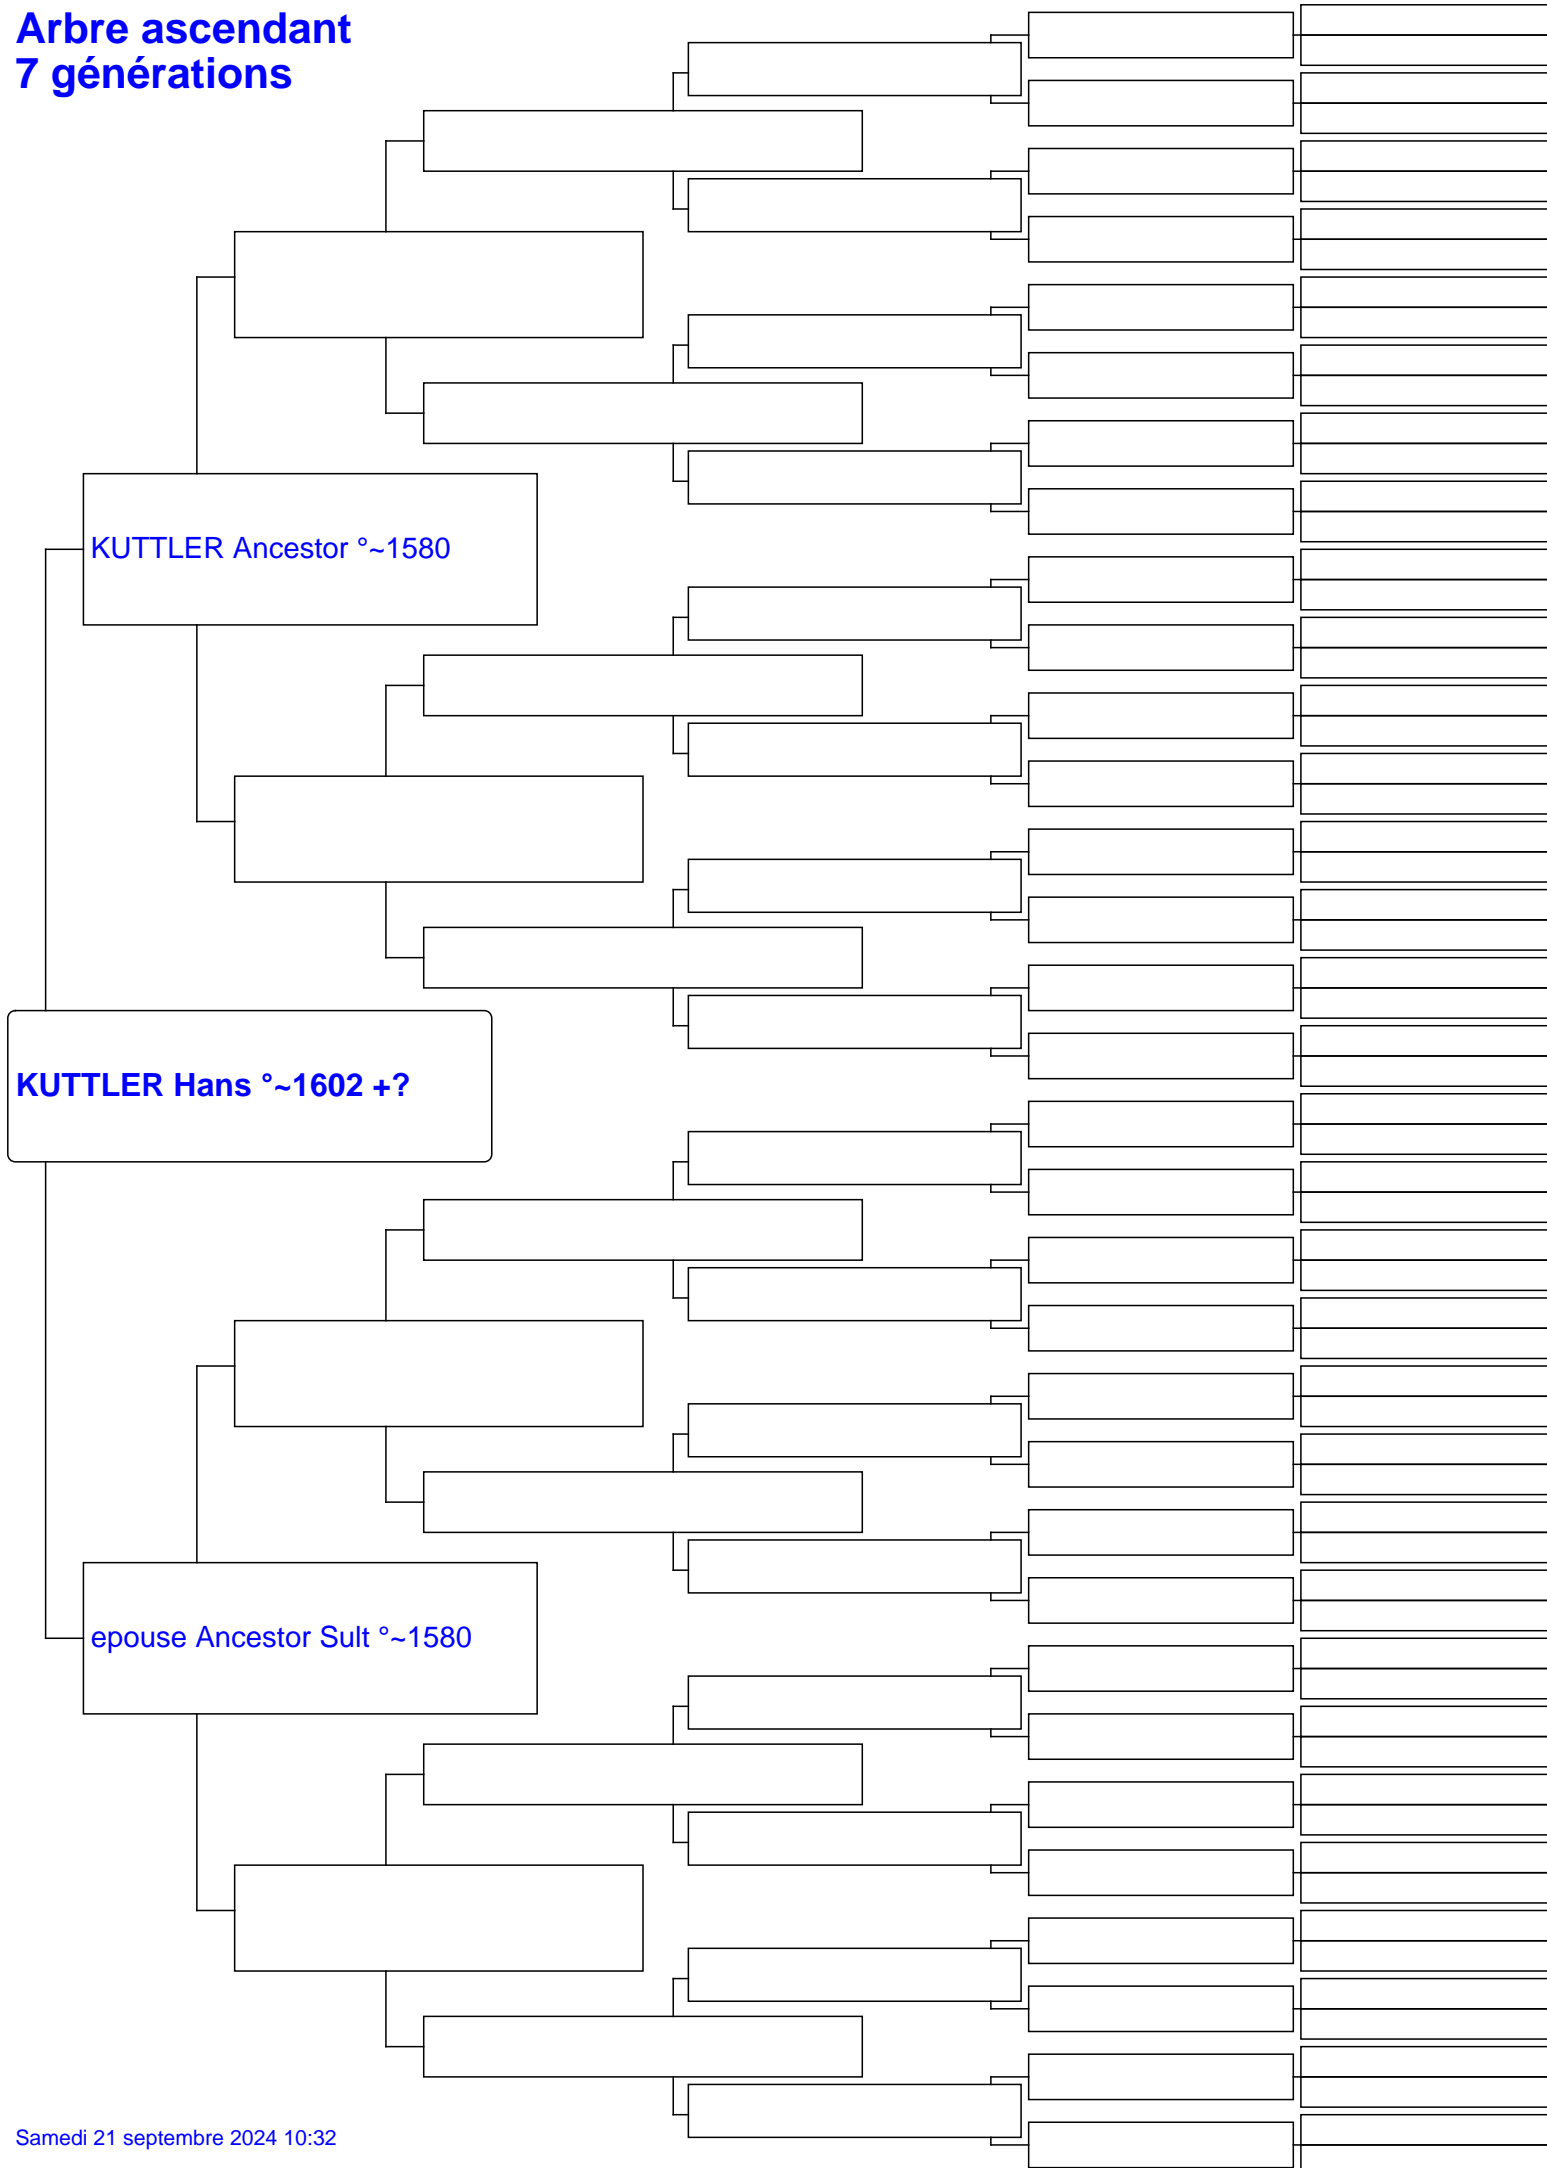 Arbre ascendant
7 générations
KUTTLER Ancestor °~1580
KUTTLER Hans °~1602 +?
epouse Ancestor Sult °~1580
Samedi 21 septembre 2024 10:32